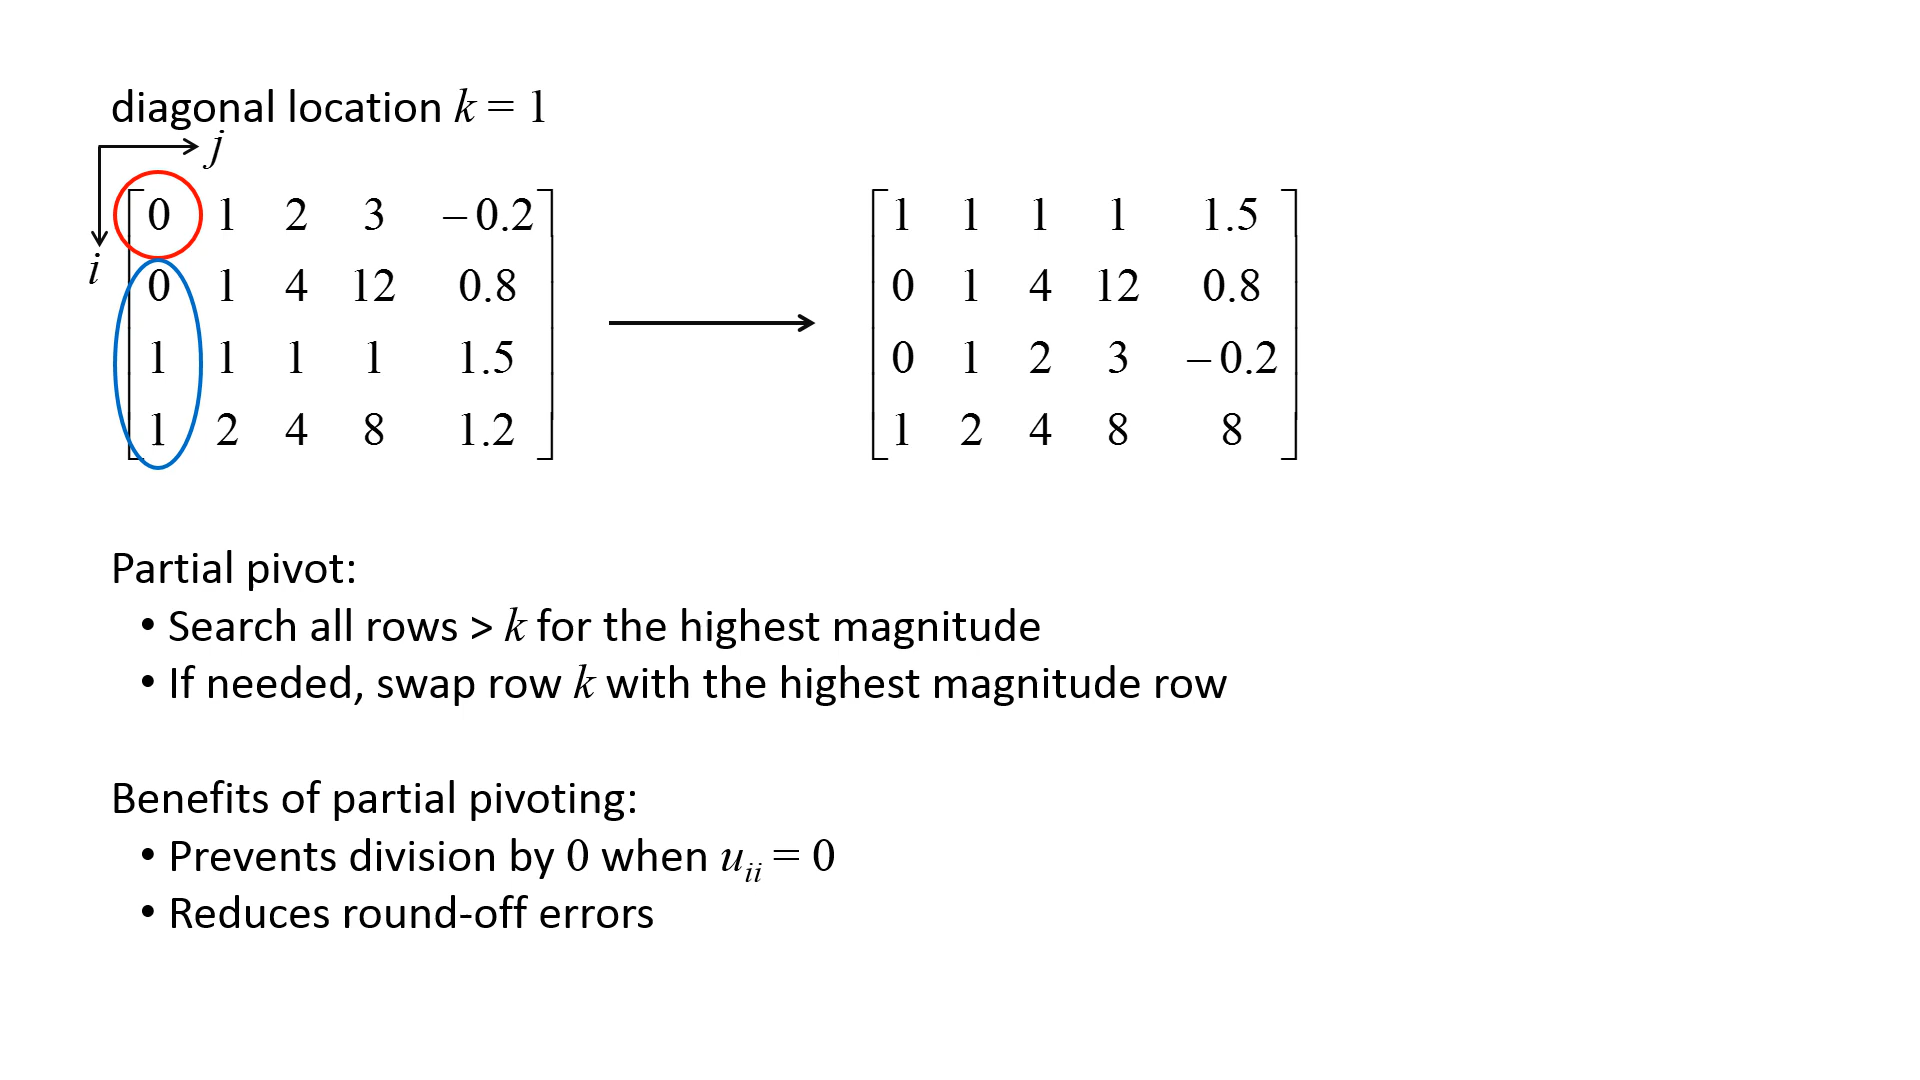 diagonal location k = 1
j
i
0 1 2 3 −0.2
0 1 4 12 0.8
1 1 1 1 1.5
1 2 4 8 1.2
1 1 1 1 1.5
0 1 4 12 0.8
0 1 2 3 −0.2
1 2 4 8 8
Partial pivot:
• Search all rows > k for the highest magnitude
• If needed, swap row k with the highest magnitude row
Benefits of partial pivoting:
• Prevents division by 0 when uᵢᵢ = 0
• Reduces round-off errors